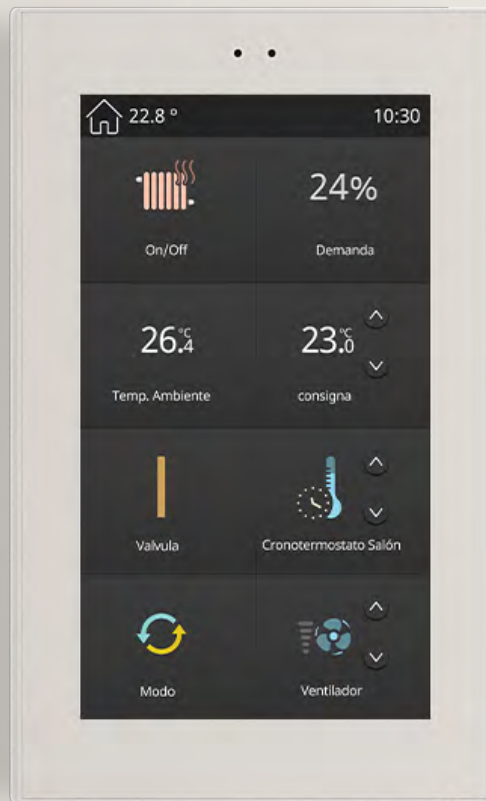 22.8 °
10:30
24%
On/Off
Demanda
26.4 °C
23.0 °C
Temp. Ambiente
consigna
Valvula
Cronotermostato Salón
Modo
Ventilador